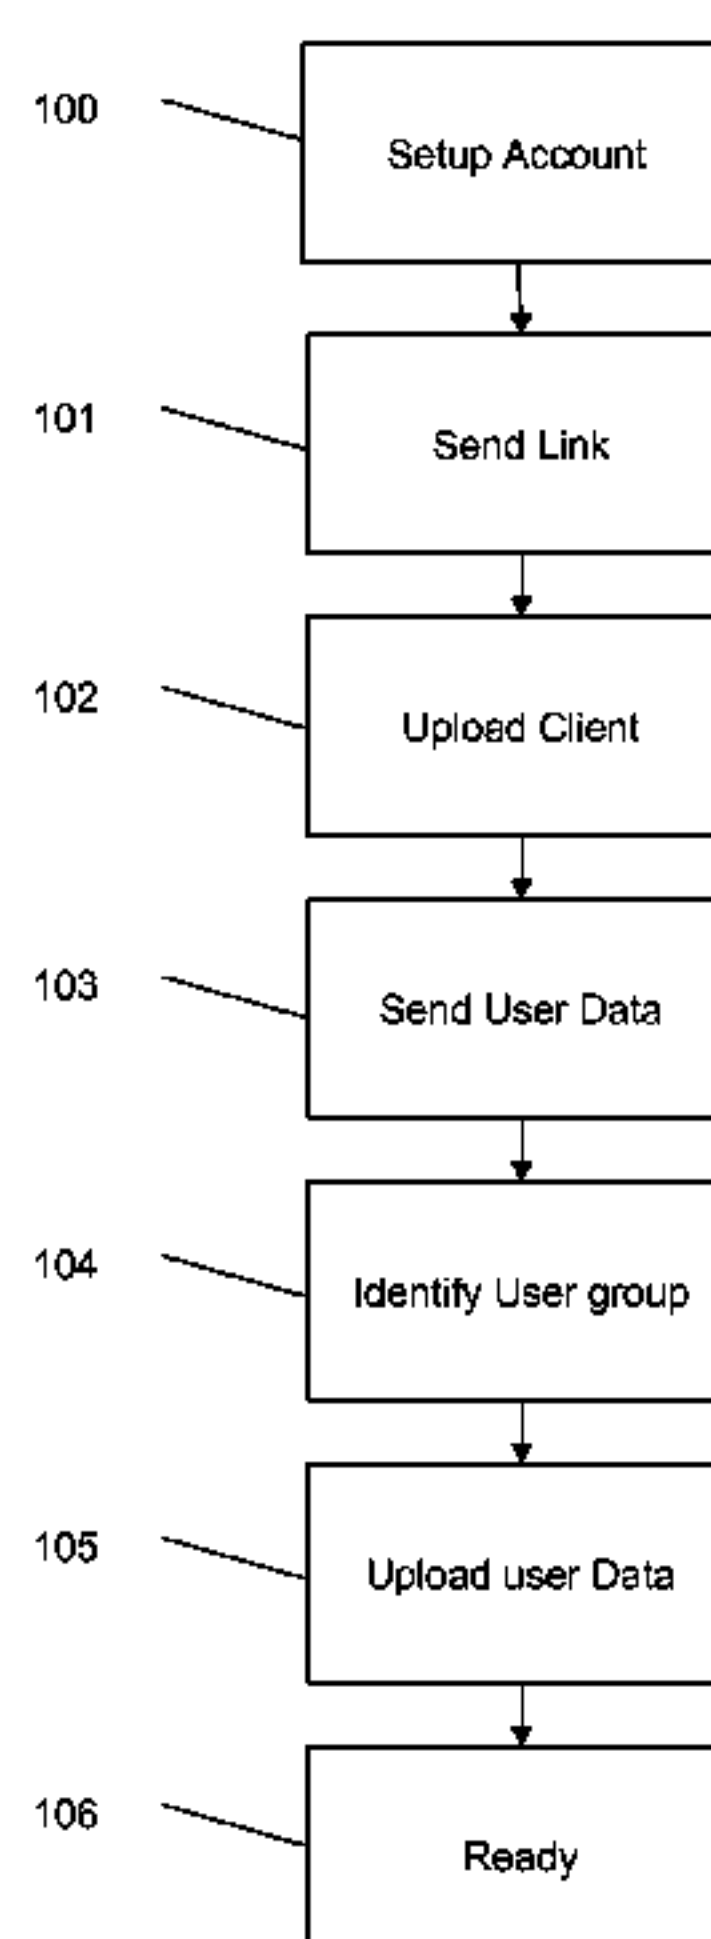 100
Setup Account
101
Send Link
102
Upload Client
103
Send User Data
104
Identify User group
105
Upload user Data
106
Ready